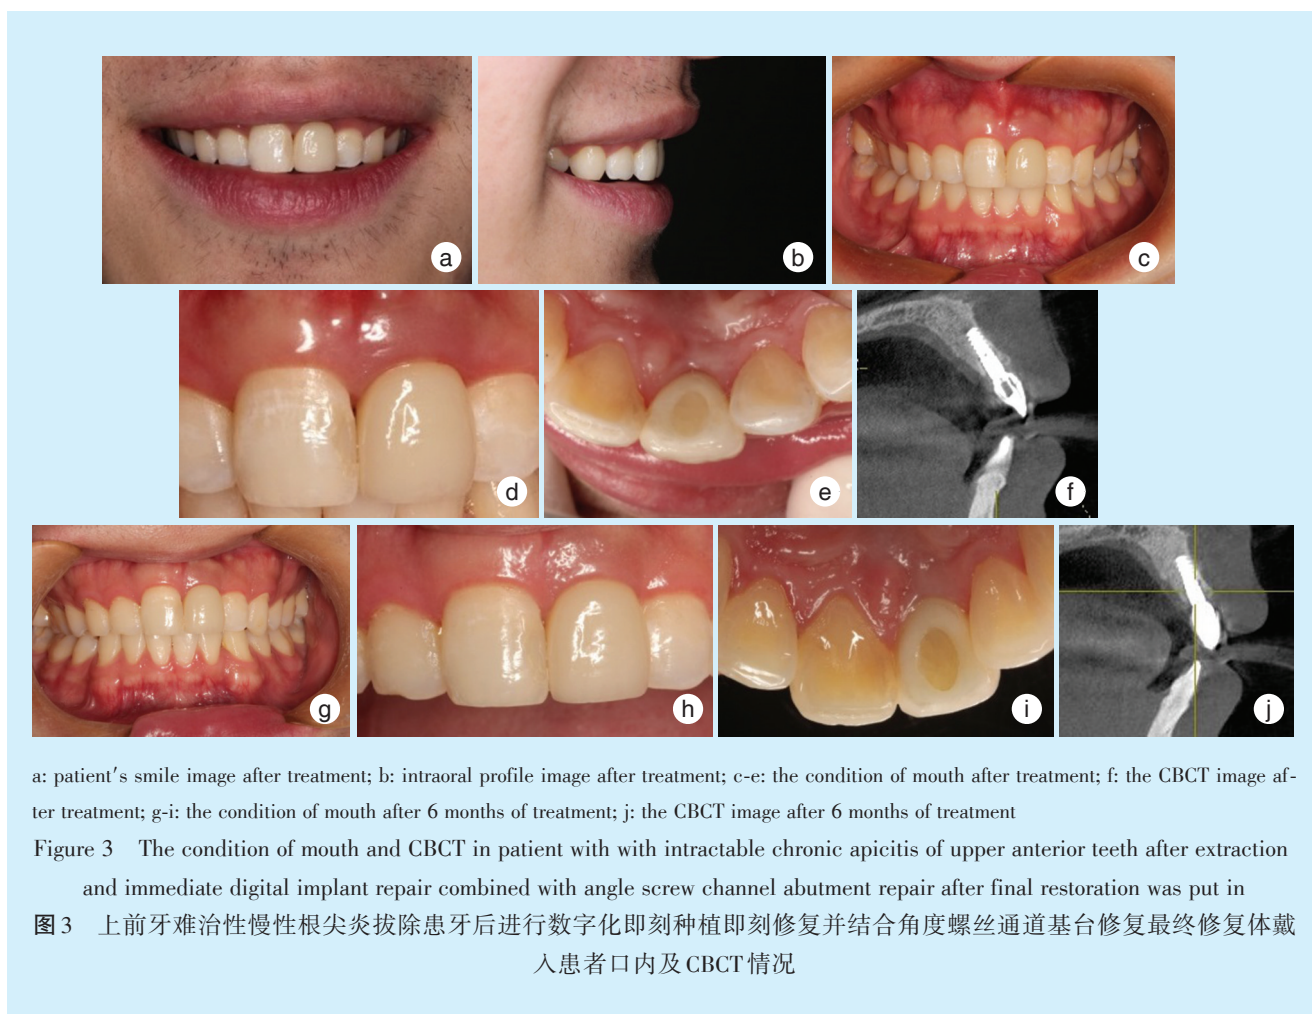 a
b
c
d
e
f
g
h
i
j
a: patient's smile image after treatment; b: intraoral profile image after treatment; c-e: the condition of mouth after treatment; f: the CBCT image af-
ter treatment; g-i: the condition of mouth after 6 months of treatment; j: the CBCT image after 6 months of treatment
Figure 3 The condition of mouth and CBCT in patient with with intractable chronic apicitis of upper anterior teeth after extraction
and immediate digital implant repair combined with angle screw channel abutment repair after final restoration was put in
图3 上前牙难治性慢性根尖炎拔除患牙后进行数字化即刻种植即刻修复并结合角度螺丝通道基台修复最终修复体戴
入患者口内及CBCT情况